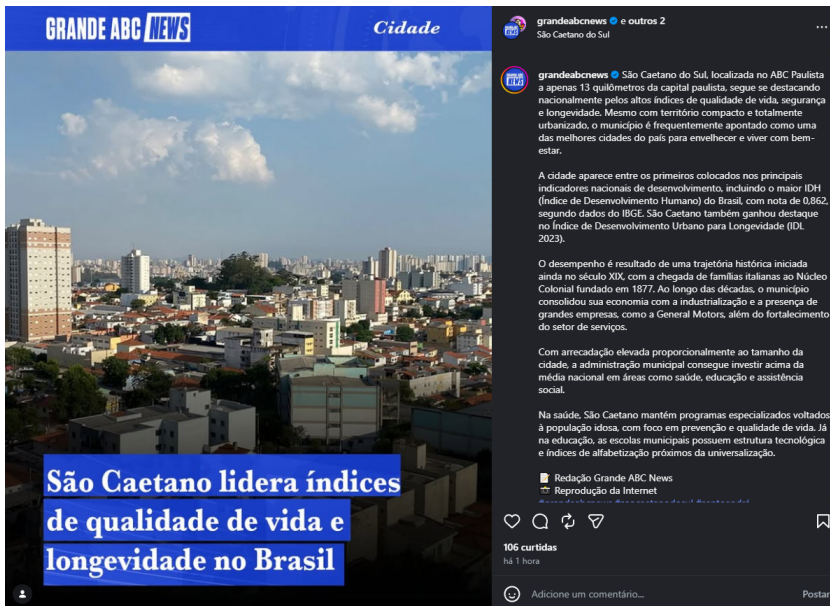 GRANDE ABC NEWS
Cidade
São Caetano lidera índices
de qualidade de vida e
longevidade no Brasil
grandeabcnews e outros 2
São Caetano do Sul
grandeabcnews São Caetano do Sul, localizada no ABC Paulista
a apenas 13 quilômetros da capital paulista, segue se destacando
nacionalmente pelos altos índices de qualidade de vida, segurança
e longevidade. Mesmo com território compacto e totalmente
urbanizado, o município é frequentemente apontado como uma
das melhores cidades do país para envelhecer e viver com bem-
estar.
A cidade aparece entre os primeiros colocados nos principais
indicadores nacionais de desenvolvimento, incluindo o maior IDH
(Índice de Desenvolvimento Humano) do Brasil, com nota de 0,862,
segundo dados do IBGE. São Caetano também ganhou destaque
no Índice de Desenvolvimento Urbano para Longevidade (IDL
2023).
O desempenho é resultado de uma trajetória histórica iniciada
ainda no século XIX, com a chegada de famílias italianas ao Núcleo
Colonial fundado em 1877. Ao longo das décadas, o município
consolidou sua economia com a industrialização e a presença de
grandes empresas, como a General Motors, além do fortalecimento
do setor de serviços.
Com arrecadação elevada proporcionalmente ao tamanho da
cidade, a administração municipal consegue investir acima da
média nacional em áreas como saúde, educação e assistência
social.
Na saúde, São Caetano mantém programas especializados voltados
à população idosa, com foco em prevenção e qualidade de vida. Já
na educação, as escolas municipais possuem estrutura tecnológica
e índices de alfabetização próximos da universalização.
Redação Grande ABC News
Reprodução da Internet
106 curtidas
há 1 hora
Adicione um comentário...
Postar